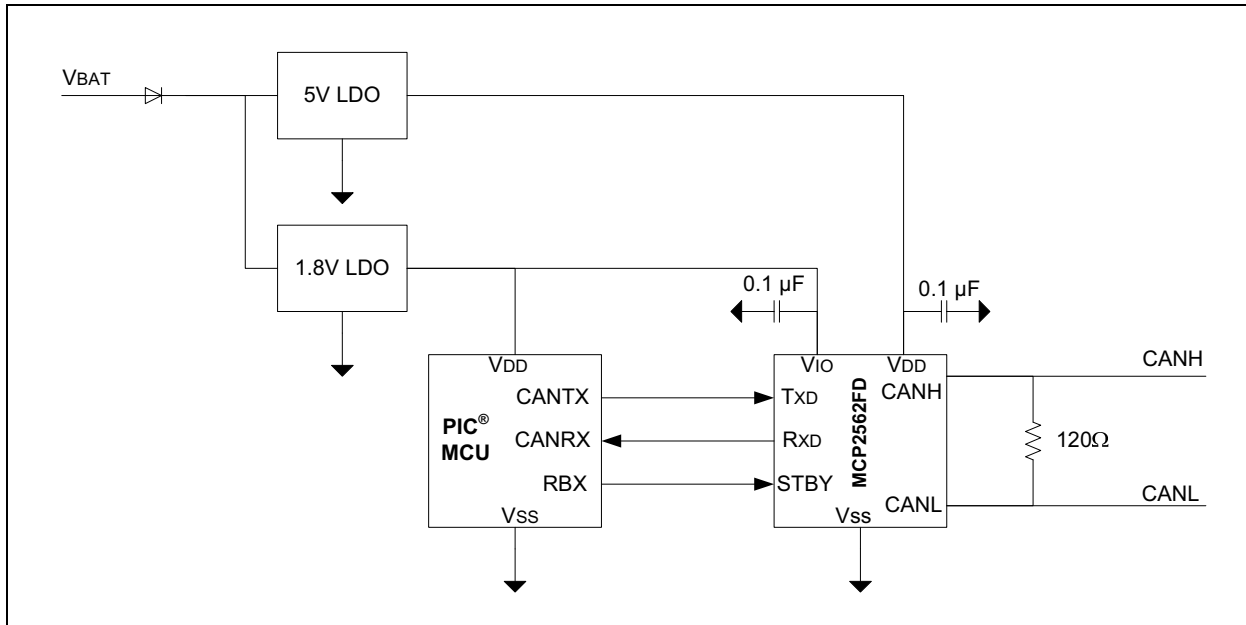 VBAT
5V LDO
1.8V LDO
0.1 µF
0.1 µF
VDD
CANTX
PIC®
MCU
CANRX
RBX
VSS
VIO
VDD
TXD
CANH
RXD
MCP2562FD
STBY
CANL
Vss
CANH
120Ω
CANL